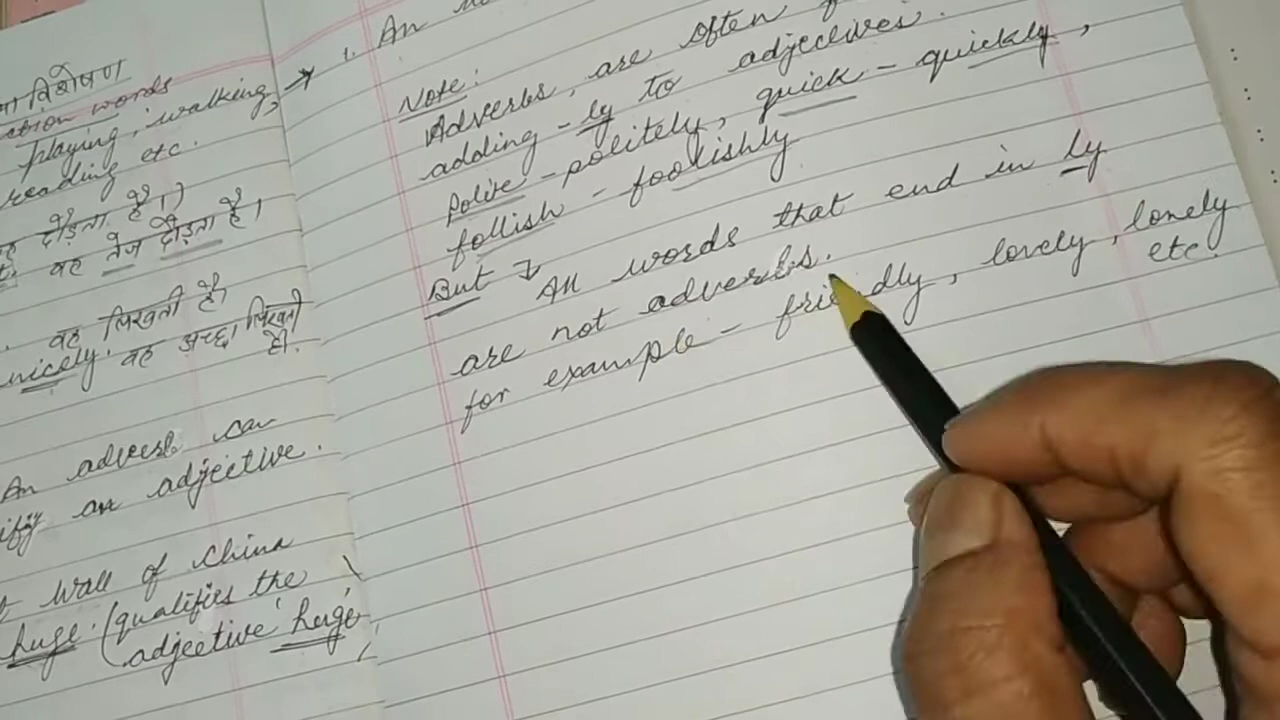 विशेषण
action words
playing, walking,
reading etc.
दौड़ता है।)
वह तेज दौड़ता है।
वह लिखती है।
nicely. वह अच्छा लिखती
है।
An adverb can
an adjective.
Wall of China
huge. (qualifies the
adjective 'huge'
→ 1. An
Note:
Adverbs, are often
adding - ly to adjectives.
Polite - politely, quick - quickly,
follish - foolishly
But → All words that end in ly
are not adverbs.
for example - friendly, lovely, lonely
etc.